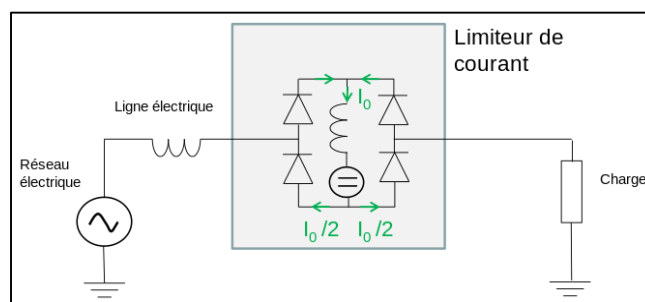 Limiteur de
courant
Ligne électrique
I₀
Réseau
électrique
Charge
I₀/2 I₀/2